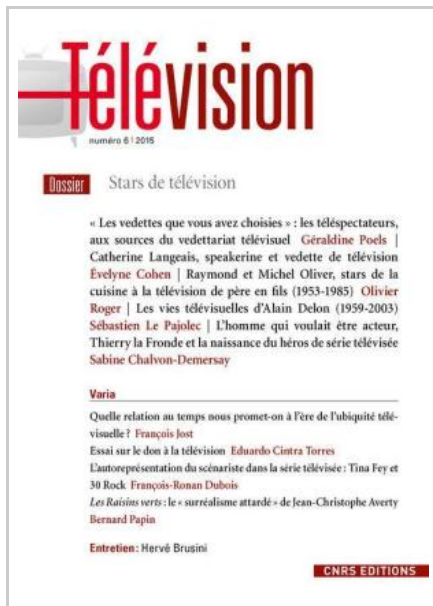 Télévision
numéro 6 | 2015
Dossier Stars de télévision
« Les vedettes que vous avez choisies » : les téléspectateurs,
aux sources du vedettariat télévisuel Géraldine Poels |
Catherine Langeais, speakerine et vedette de télévision
Évelyne Cohen | Raymond et Michel Oliver, stars de la
cuisine à la télévision de père en fils (1953-1985) Olivier
Roger | Les vies télévisuelles d'Alain Delon (1959-2003)
Sébastien Le Pajolec | L'homme qui voulait être acteur,
Thierry la Fronde et la naissance du héros de série télévisée
Sabine Chalvon-Demersay
Varia
Quelle relation au temps nous promet-on à l'ère de l'ubiquité télé-
visuelle ? François Jost
Essai sur le don à la télévision Eduardo Cintra Torres
L'autoreprésentation du scénariste dans la série télévisée : Tina Fey et
30 Rock François-Ronan Dubois
Les Raisins verts : le « surréalisme attardé » de Jean-Christophe Averty
Bernard Papin
Entretien : Hervé Brusini
CNRS EDITIONS